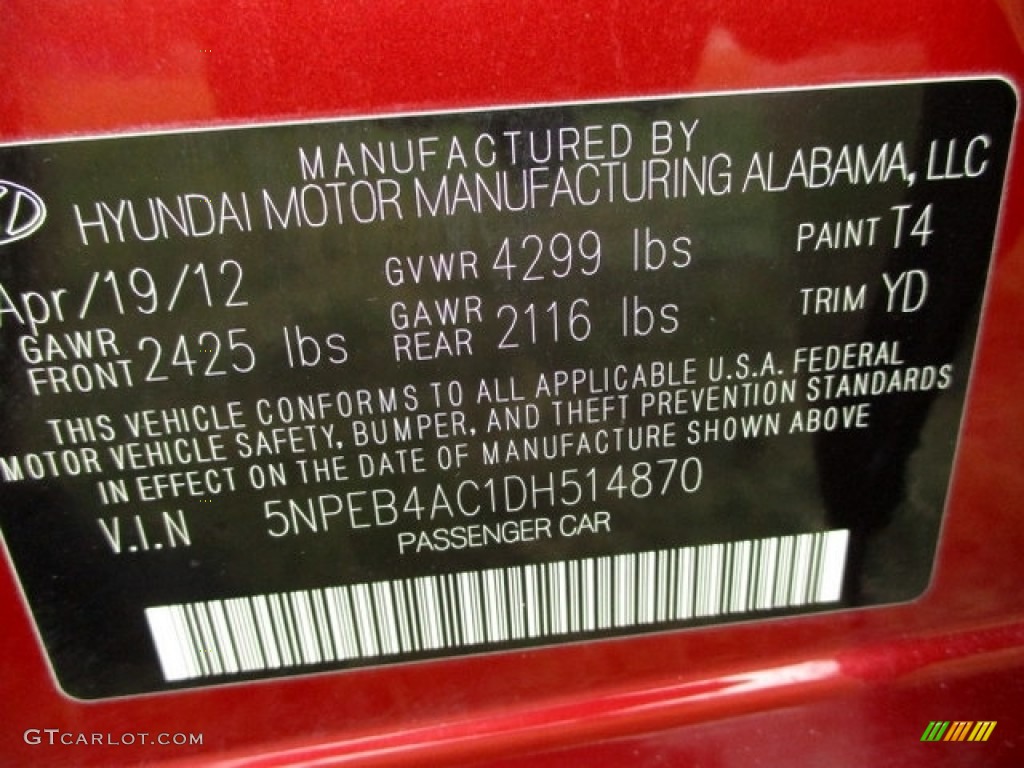 MANUFACTURED BY
HYUNDAI MOTOR MANUFACTURING ALABAMA, LLC
Apr/19/12 GVWR 4299 lbs PAINT T4
GAWR FRONT 2425 lbs GAWR REAR 2116 lbs TRIM YD
THIS VEHICLE CONFORMS TO ALL APPLICABLE U.S.A. FEDERAL
MOTOR VEHICLE SAFETY, BUMPER, AND THEFT PREVENTION STANDARDS
IN EFFECT ON THE DATE OF MANUFACTURE SHOWN ABOVE
V.I.N 5NPEB4AC1DH514870
PASSENGER CAR
GTCARLOT.COM